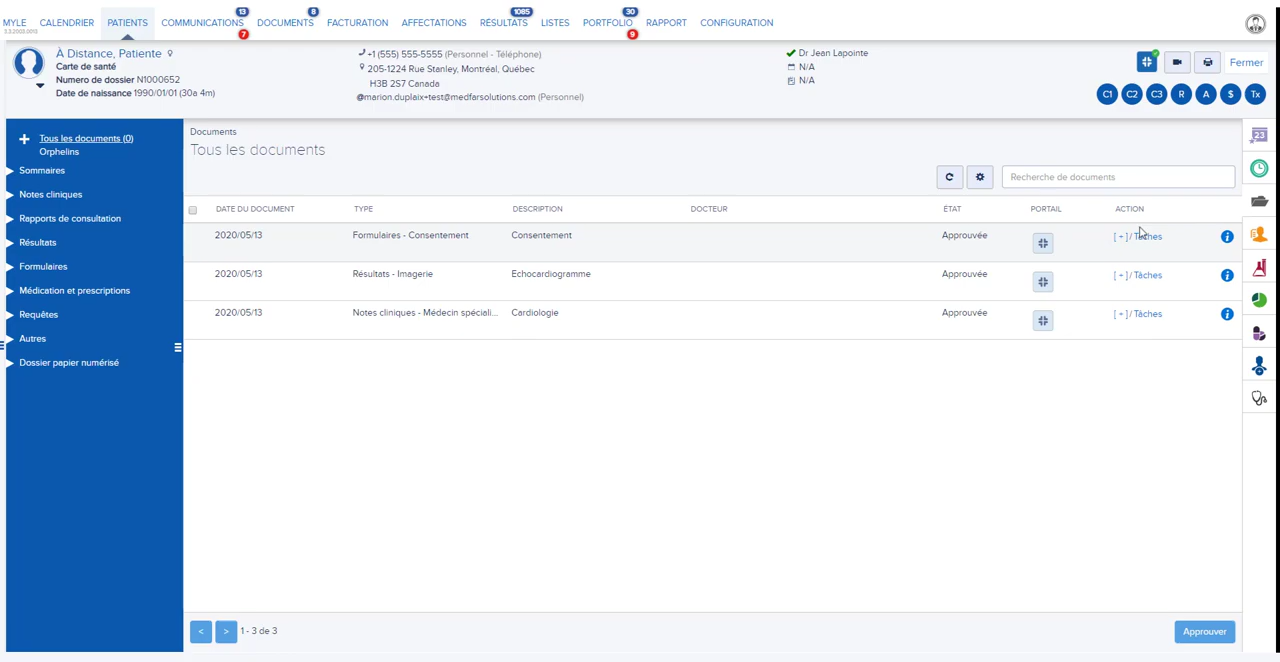 MYLE CALENDRIER PATIENTS COMMUNICATIONS DOCUMENTS FACTURATION AFFECTATIONS RÉSULTATS LISTES PORTFOLIO RAPPORT CONFIGURATION
13 8 1085 30
7 9
À Distance, Patiente
Carte de santé
Numero de dossier N1000652
Date de naissance 1990/01/01 (30a 4m)
+1 (555) 555-5555 (Personnel - Téléphone)
205-1224 Rue Stanley, Montréal, Québec
H3B 2S7 Canada
@marion.duplaix+test@medfarsolutions.com (Personnel)
Dr Jean Lapointe
N/A
N/A
Fermer
C1 C2 C3 R A $ Tx
Tous les documents (0)
Orphelins
Sommaires
Notes cliniques
Rapports de consultation
Résultats
Formulaires
Médication et prescriptions
Requêtes
Autres
Dossier papier numérisé
Documents
Tous les documents
Recherche de documents
DATE DU DOCUMENT TYPE DESCRIPTION DOCTEUR ÉTAT PORTAIL ACTION
2020/05/13 Formulaires - Consentement Consentement Approuvée [ + ] / Tâches
2020/05/13 Résultats - Imagerie Echocardiogramme Approuvée [ + ] / Tâches
2020/05/13 Notes cliniques - Médecin spéciali... Cardiologie Approuvée [ + ] / Tâches
< > 1 - 3 de 3
Approuver
23